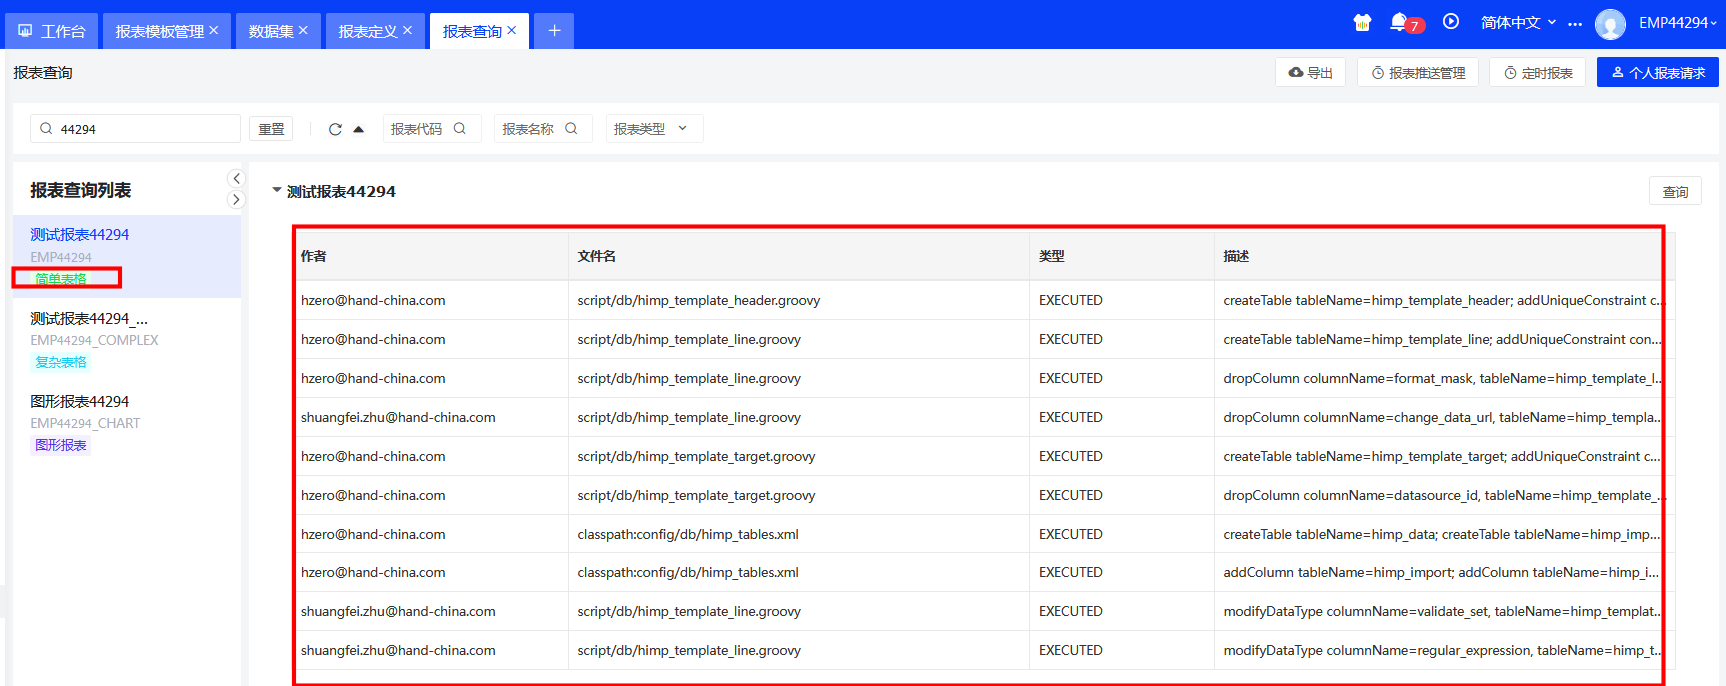 工作台 报表模板管理 × 数据集 × 报表定义 × 报表查询 × + 7 简体中文 ... EMP44294
报表查询 导出 报表推送管理 定时报表 个人报表请求
44294 重置 报表代码 报表名称 报表类型
报表查询列表
测试报表44294
EMP44294
简单表格
测试报表44294_...
EMP44294_COMPLEX
复杂表格
图形报表44294
EMP44294_CHART
图形报表
测试报表44294 查询
作者 文件名 类型 描述
hzero@hand-china.com script/db/himp_template_header.groovy EXECUTED createTable tableName=himp_template_header; addUniqueConstraint c...
hzero@hand-china.com script/db/himp_template_line.groovy EXECUTED createTable tableName=himp_template_line; addUniqueConstraint con...
hzero@hand-china.com script/db/himp_template_line.groovy EXECUTED dropColumn columnName=format_mask, tableName=himp_template_l...
shuangfei.zhu@hand-china.com script/db/himp_template_line.groovy EXECUTED dropColumn columnName=change_data_url, tableName=himp_templa...
hzero@hand-china.com script/db/himp_template_target.groovy EXECUTED createTable tableName=himp_template_target; addUniqueConstraint c...
hzero@hand-china.com script/db/himp_template_target.groovy EXECUTED dropColumn columnName=datasource_id, tableName=himp_template_...
hzero@hand-china.com classpath:config/db/himp_tables.xml EXECUTED createTable tableName=himp_data; createTable tableName=himp_imp...
hzero@hand-china.com classpath:config/db/himp_tables.xml EXECUTED addColumn tableName=himp_import; addColumn tableName=himp_i...
shuangfei.zhu@hand-china.com script/db/himp_template_line.groovy EXECUTED modifyDataType columnName=validate_set, tableName=himp_templat...
shuangfei.zhu@hand-china.com script/db/himp_template_line.groovy EXECUTED modifyDataType columnName=regular_expression, tableName=himp_t...